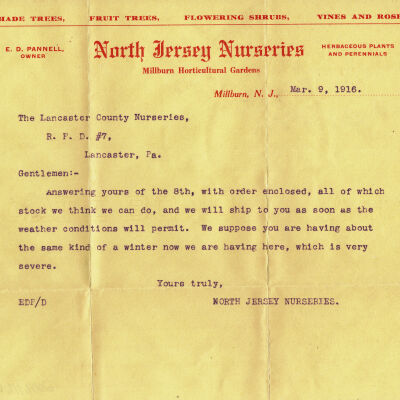 HADE TREES, FRUIT TREES, FLOWERING SHRUBS, VINES AND ROSE
E. D. PANNELL, OWNER
North Jersey Nurseries
HERBACEOUS PLANTS AND PERENNIALS
Millburn Horticultural Gardens
Millburn, N. J., Mar. 9, 1916.
The Lancaster County Nurseries,
R. F. D. #7,
Lancaster, Pa.
Gentlemen:-
Answering yours of the 8th, with order enclosed, all of which
stock we think we can do, and we will ship to you as soon as the
weather conditions will permit. We suppose you are having about
the same kind of a winter now we are having here, which is very
severe.
Yours truly,
EDF/D NORTH JERSEY NURSERIES.